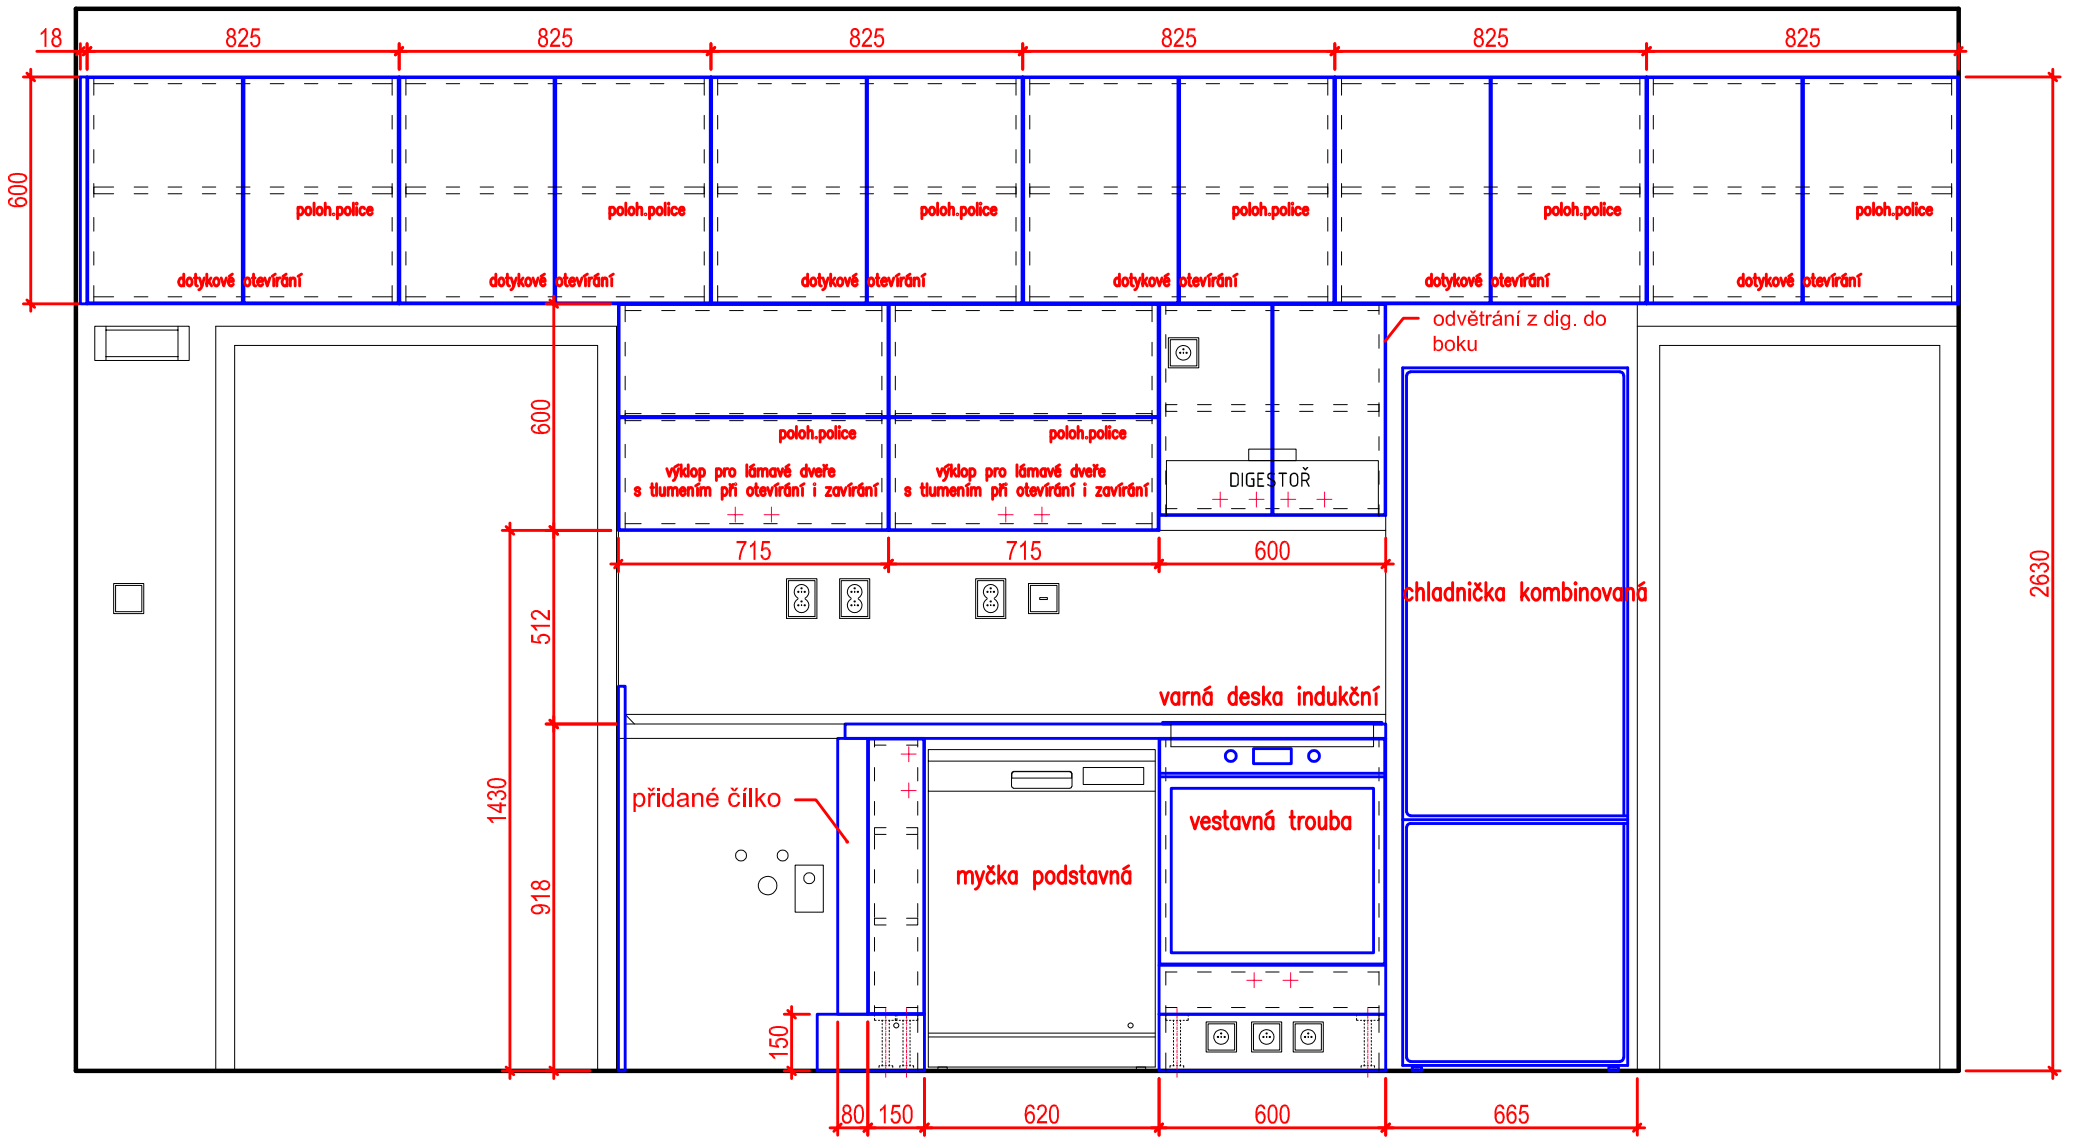 18 825 825 825 825 825 825
600
poloh.police poloh.police poloh.police poloh.police poloh.police poloh.police
dotykové otevírání dotykové otevírání dotykové otevírání dotykové otevírání dotykové otevírání dotykové otevírání
odvětrání z dig. do
boku
600
poloh.police poloh.police
výklop pro lámavé dveře výklop pro lámavé dveře
s tlumením při otevírání i zavírání s tlumením při otevírání i zavírání
DIGESTOŘ
715 715 600
2630
chladnička kombinovaná
512
varná deska indukční
1430
přidané čílko
vestavná trouba
myčka podstavná
918
150
80 150 620 600 665